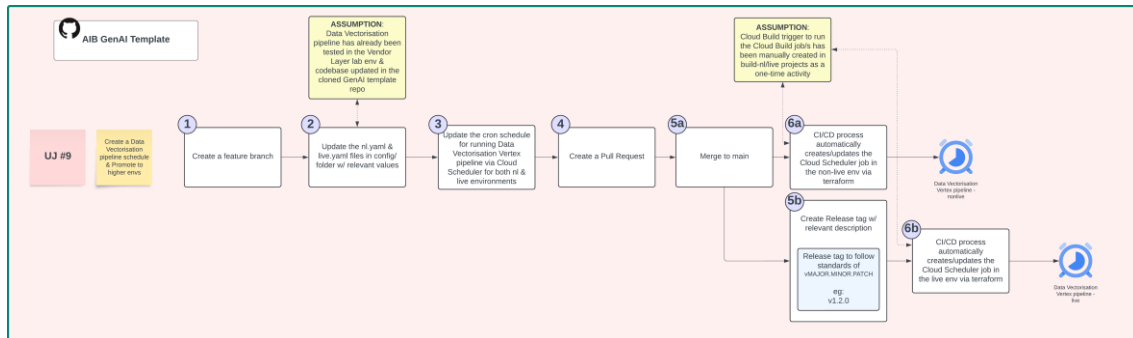 AIB GenAI Template
ASSUMPTION:
Data Vectorisation
pipeline has already been
tested in the Vendor
Layer lab env &
codebase updated in the
cloned GenAI template
repo
ASSUMPTION:
Cloud Build trigger to run
the Cloud Build job/s has
been manually created in
build-nl/live projects as a
one-time activity
UJ #9
Create a Data
Vectorisation
pipeline schedule
& Promote to
higher envs
1
Create a feature branch
2
Update the nl.yaml &
live.yaml files in config/
folder w/ relevant values
3
Update the cron schedule
for running Data
Vectorisation Vertex
pipeline via Cloud
Scheduler for both nl &
live environments
4
Create a Pull Request
5a
Merge to main
6a
CI/CD process
automatically
creates/updates the
Cloud Scheduler job in
the non-live env via
terraform
Data Vectorisation
Vertex pipeline -
nonlive
5b
Create Release tag w/
relevant description
Release tag to follow
standards of
vMAJOR.MINOR.PATCH
eg:
v1.2.0
6b
CI/CD process
automatically
creates/updates the
Cloud Scheduler job in
the live env via terraform
Data Vectorisation
Vertex pipeline -
live